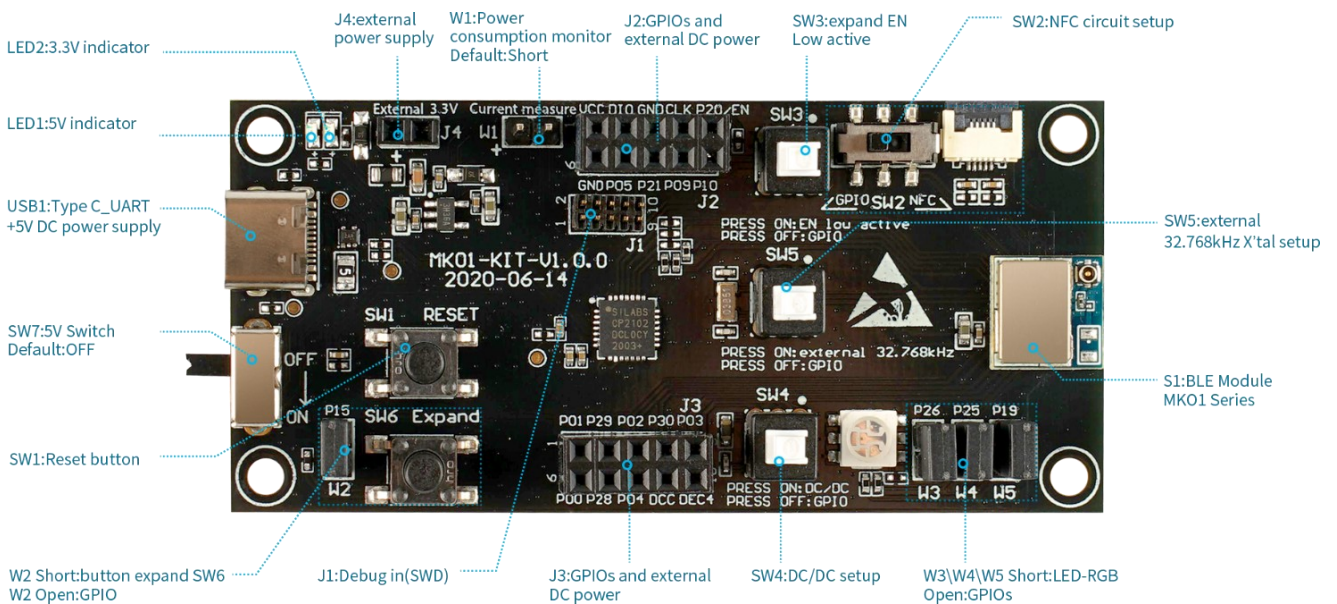 J4:external
power supply
W1:Power
consumption monitor
Default:Short
J2:GPIOs and
external DC power
SW3:expand EN
Low active
SW2:NFC circuit setup
LED2:3.3V indicator
LED1:5V indicator
USB1:Type C_UART
+5V DC power supply
SW7:5V Switch
Default:OFF
SW1:Reset button
W2 Short:button expand SW6
W2 Open:GPIO
J1:Debug in(SWD)
J3:GPIOs and external
DC power
SW4:DC/DC setup
W3\W4\W5 Short:LED-RGB
Open:GPIOs
S1:BLE Module
MK01 Series
SW5:external
32.768kHz X'tal setup
External 3.3V
J4
+
Current measure
W1
+
VCC DIO GND CLK P20/EN
6
GND P05 P21 P09 P10
J2
2 10
1 9
J1
SW3
GPIO SW2 NFC
PRESS ON:EN low active
PRESS OFF:GPIO
SW5
MK01-KIT-V1.0.0
2020-06-14
SW1 RESET
SILABS
CP2102
DCL0CY
2003+
PRESS ON:external 32.768kHz
PRESS OFF:GPIO
OFF
ON
P15
W2
SW6 Expand
J3
P01 P29 P02 P30 P03
1
6
P00 P28 P04 DCC DEC4
SW4
PRESS ON:DC/DC
PRESS OFF:GPIO
P26 P25 P19
W3 W4 W5